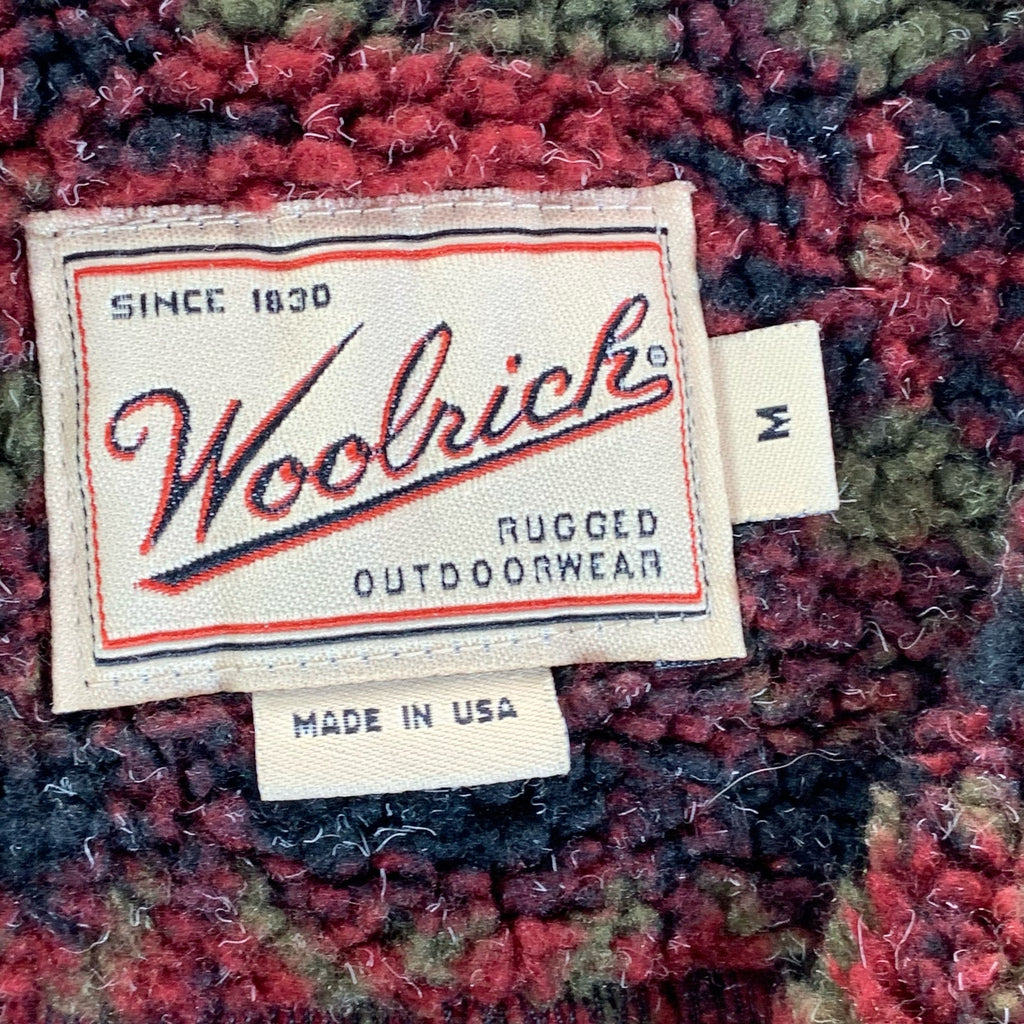 SINCE 1830
Woolrich®
RUGGED
OUTDOORWEAR
M
MADE IN USA